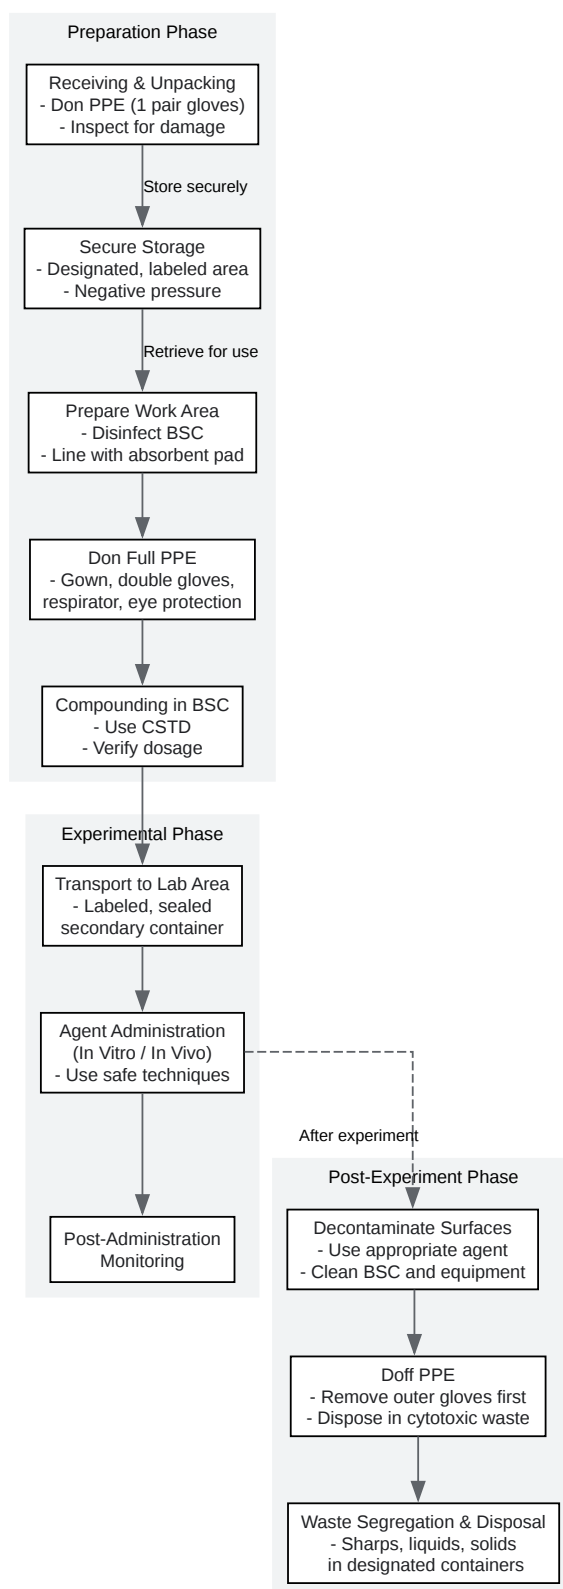 Preparation Phase
Receiving & Unpacking
- Don PPE (1 pair gloves)
- Inspect for damage
Store securely
Secure Storage
- Designated, labeled area
- Negative pressure
Retrieve for use
Prepare Work Area
- Disinfect BSC
- Line with absorbent pad
Don Full PPE
- Gown, double gloves,
respirator, eye protection
Compounding in BSC
- Use CSTD
- Verify dosage
Experimental Phase
Transport to Lab Area
- Labeled, sealed
secondary container
Agent Administration
(In Vitro / In Vivo)
- Use safe techniques
Post-Administration
Monitoring
After experiment
Post-Experiment Phase
Decontaminate Surfaces
- Use appropriate agent
- Clean BSC and equipment
Doff PPE
- Remove outer gloves first
- Dispose in cytotoxic waste
Waste Segregation & Disposal
- Sharps, liquids, solids
in designated containers